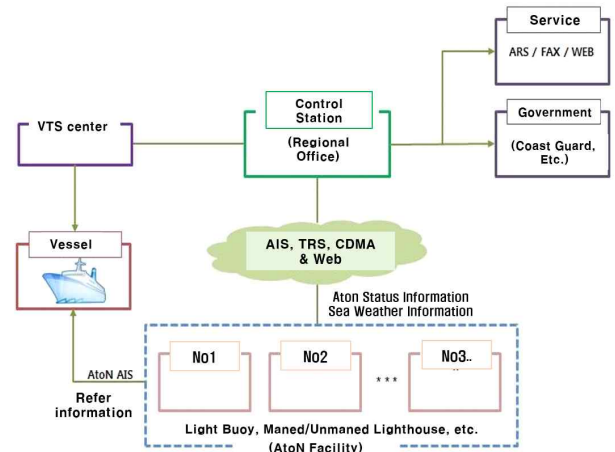 Service
ARS / FAX / WEB
Control
Station
(Regional
Office)
VTS center
Government
(Coast Guard,
Etc.)
Vessel
AIS, TRS, CDMA
& Web
Aton Status Information
Sea Weather Information
No1
No2
* * *
No3..
AtoN AIS
Refer
information
Light Buoy, Maned/Unmaned Lighthouse, etc.
(AtoN Facility)